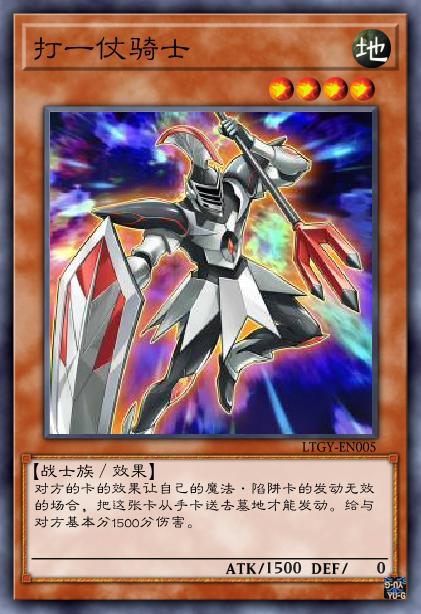 打一仗骑士
地
LTGY-EN005
【战士族／效果】
对方的卡的效果让自己的魔法·陷阱卡的发动无效
的场合，把这张卡从手卡送去墓地才能发动。给与
对方基本分1500分伤害。
ATK/1500 DEF/ 0